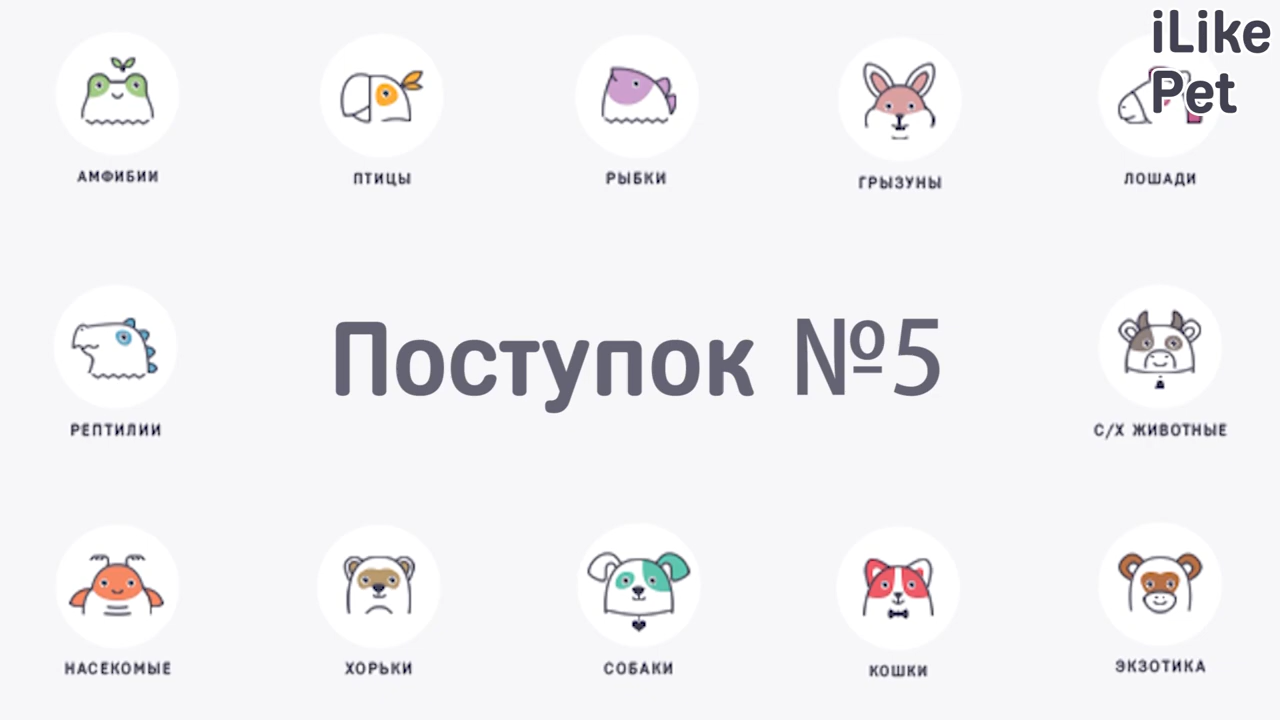 iLike
Pet
АМФИБИИ
ПТИЦЫ
РЫБКИ
ГРЫЗУНЫ
ЛОШАДИ
Поступок №5
РЕПТИЛИИ
С/Х ЖИВОТНЫЕ
НАСЕКОМЫЕ
ХОРЬКИ
СОБАКИ
КОШКИ
ЭКЗОТИКА